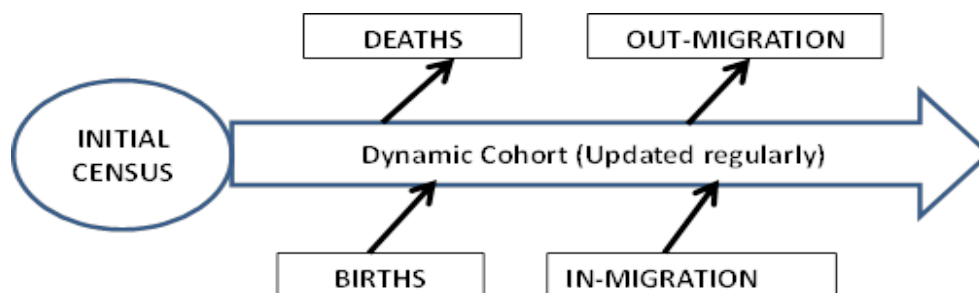 DEATHS
OUT-MIGRATION
INITIAL
CENSUS
Dynamic Cohort (Updated regularly)
BIRTHS
IN-MIGRATION